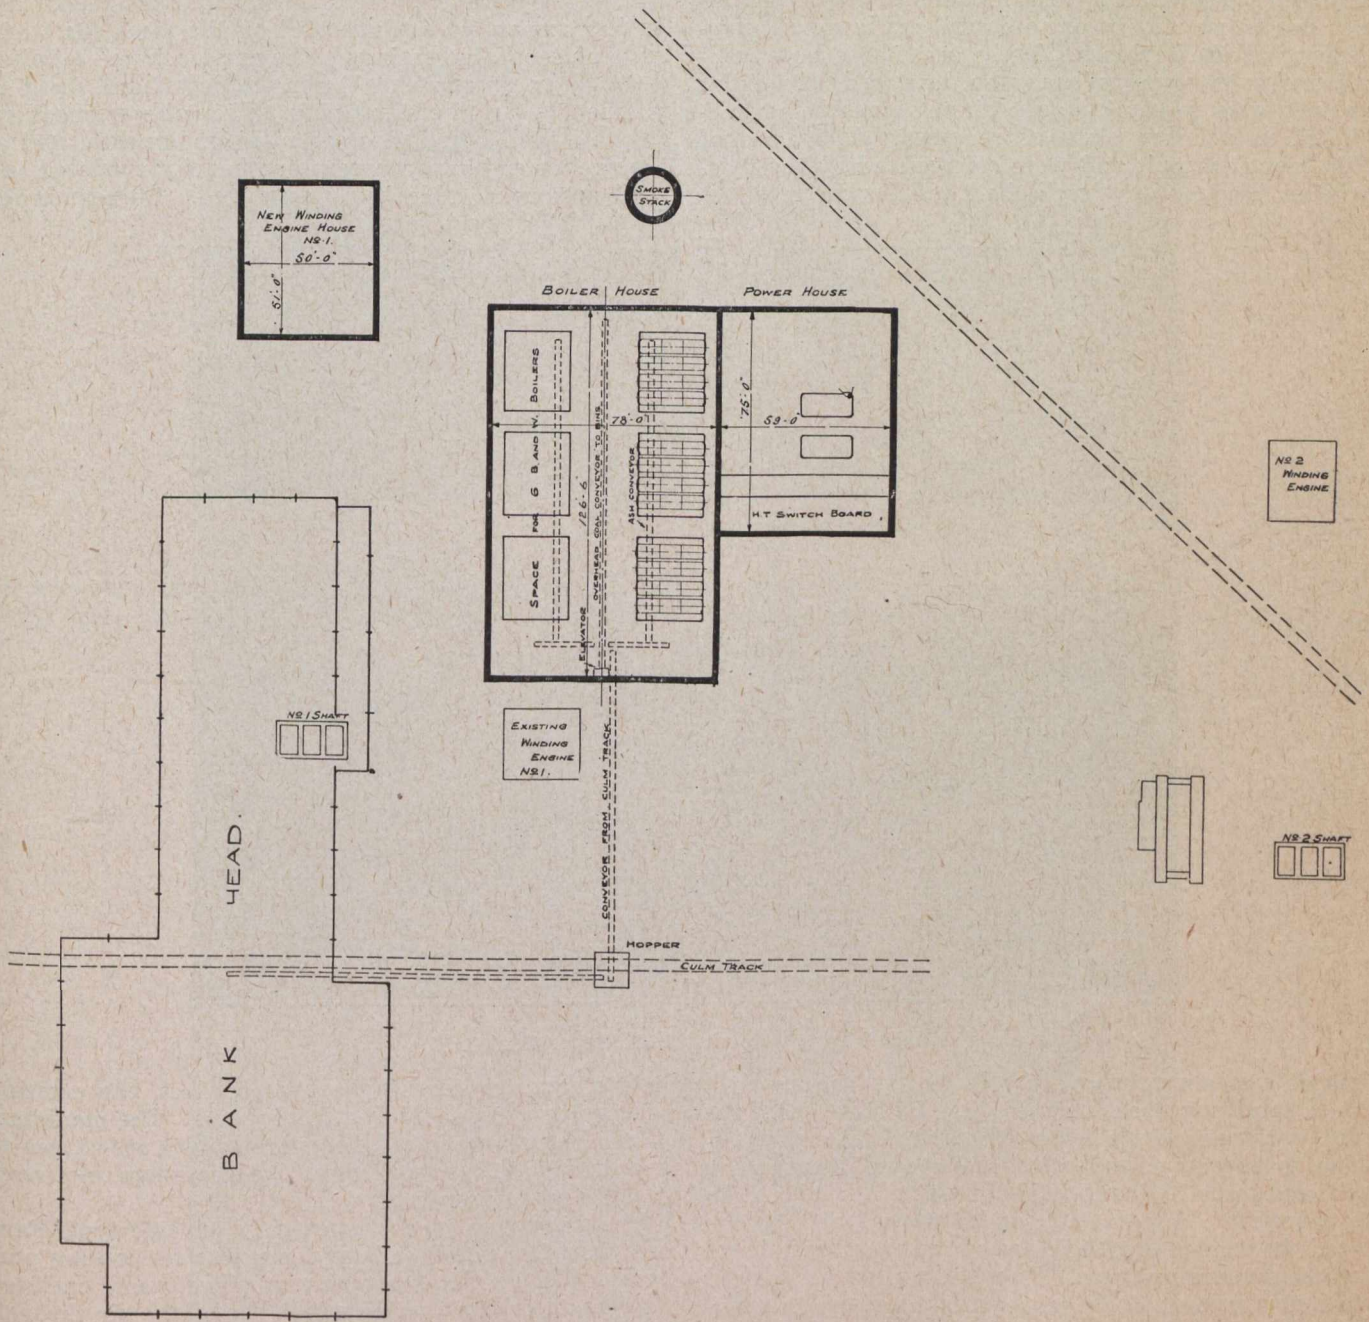 SMOKE
STACK
NEW WINDING
ENGINE HOUSE
Nº 1.
50'-0"
51'-0"
BOILER HOUSE
POWER HOUSE
SPACE FOR 6 B. AND W. BOILERS
126'-6"
OVERHEAD COAL CONVEYOR TO BINS
78'-0"
ASH CONVEYOR
ELEVATOR
75'-0"
59'-0"
H.T SWITCH BOARD
Nº 2
WINDING
ENGINE
Nº 1 SHAFT
EXISTING
WINDING
ENGINE
Nº 1.
CONVEYOR FROM CULM TRACK
Nº 2 SHAFT
HOPPER
CULM TRACK
BANK HEAD.